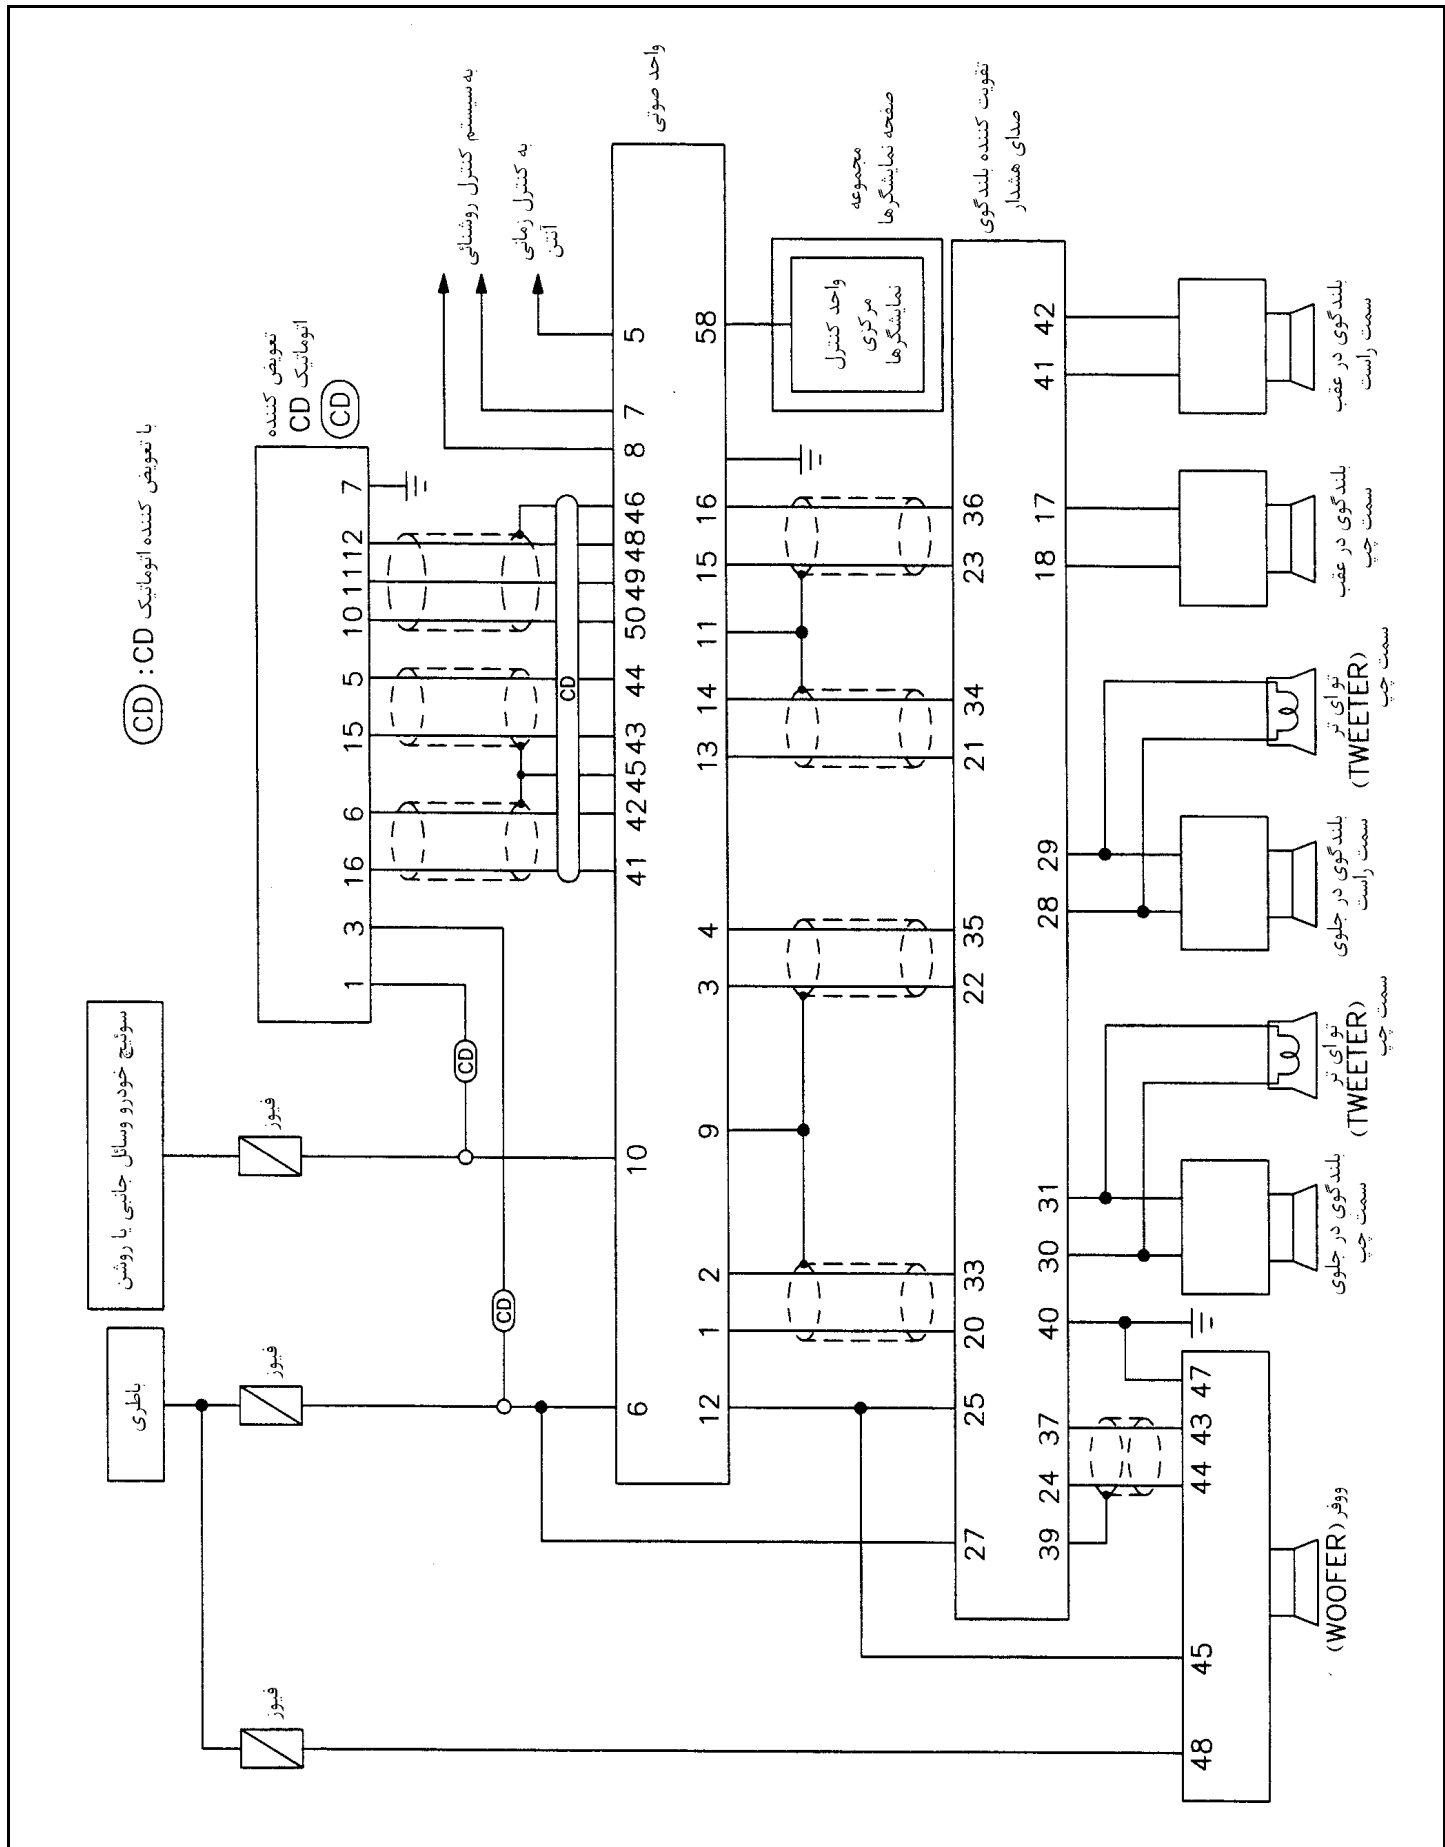 باطری
سوئیچ خودرو وسائل جانبی یا روشن
فیوز
فیوز
فیوز
CD : با تعویض کننده اتوماتیک CD
تعویض کننده
اتوماتیک CD
CD
1
3
16
6
15
5
10
11
12
7
CD
CD
CD
به سیستم کنترل روشنائی
به کنترل زمانی
آنتن
واحد صوتی
6
10
41
42
45
43
44
50
49
48
46
8
7
5
12
1
2
9
3
4
13
14
11
15
16
58
مجموعه
صفحه نمایشگرها
واحد کنترل
مرکزی
نمایشگرها
تقویت کننده بلندگوی
صدای هشدار
27
25
20
33
22
35
21
34
23
36
39
24
37
40
30
31
28
29
18
17
41
42
48
45
44
43
47
ووفر (WOOFER)
بلندگوی در جلوی
سمت چپ
توای تر
(TWEETER)
سمت چپ
بلندگوی در جلوی
سمت راست
توای تر
(TWEETER)
سمت چپ
بلندگوی در عقب
سمت چپ
بلندگوی در عقب
سمت راست